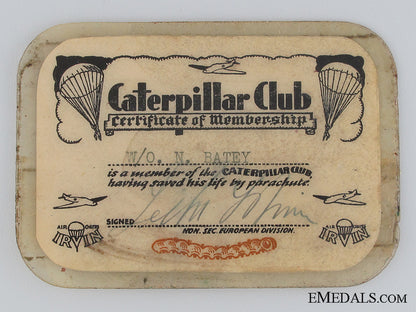 Caterpillar Club
Certificate of Membership
W/O. N. BATEY
is a member of the CATERPILLAR CLUB
having saved his life by parachute.
SIGNED
HON. SEC. EUROPEAN DIVISION.
IRVIN AIR CHUTE
IRVIN AIR CHUTE
EMEDALS.COM